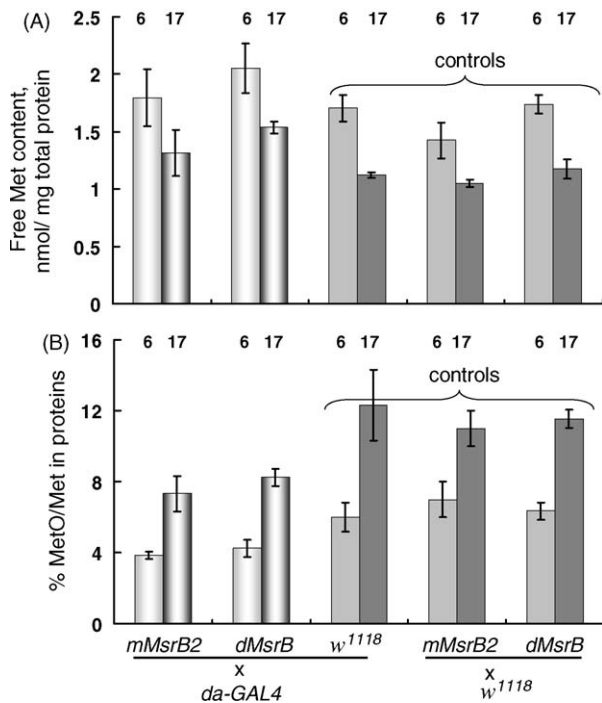 (A)
2.5
6 17 6 17 6 17 6 17 6 17
controls
2
1.5
1
0.5
0
Free Met content,
nmol/ mg total protein
(B)
16
6 17 6 17 6 17 6 17 6 17
controls
12
8
4
0
% MetO/Met in proteins
mMsrB2 dMsrB w1118 mMsrB2 dMsrB
x x
da-GAL4 w1118